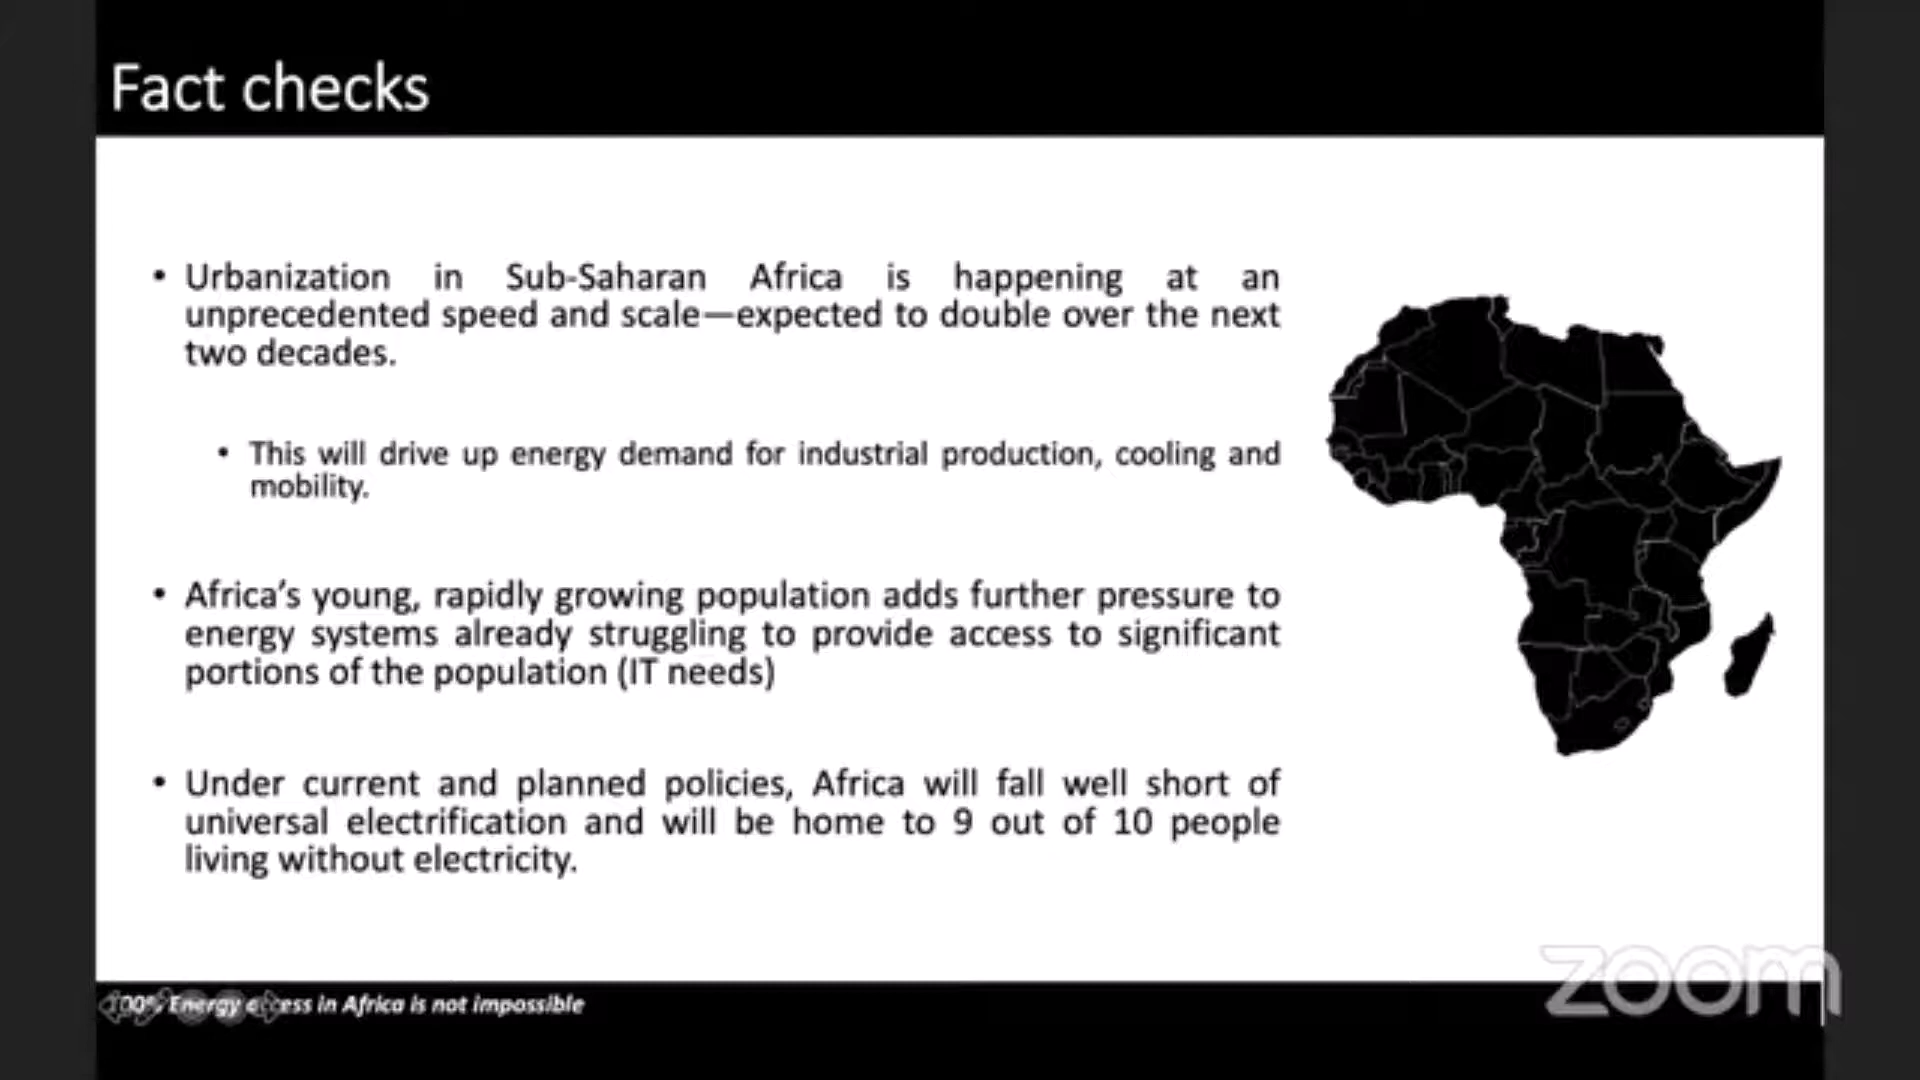 Fact checks
• Urbanization in Sub-Saharan Africa is happening at an
unprecedented speed and scale—expected to double over the next
two decades.
• This will drive up energy demand for industrial production, cooling and
mobility.
• Africa’s young, rapidly growing population adds further pressure to
energy systems already struggling to provide access to significant
portions of the population (IT needs)
• Under current and planned policies, Africa will fall well short of
universal electrification and will be home to 9 out of 10 people
living without electricity.
100% Energy access in Africa is not impossible
zoom